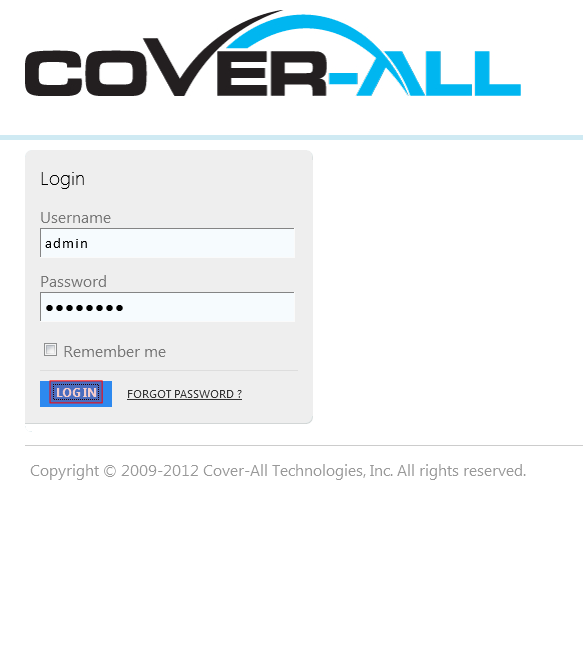 COVER-ALL
Login
Username
admin
Password
●●●●●●●●
Remember me
LOG IN FORGOT PASSWORD ?
Copyright © 2009-2012 Cover-All Technologies, Inc. All rights reserved.